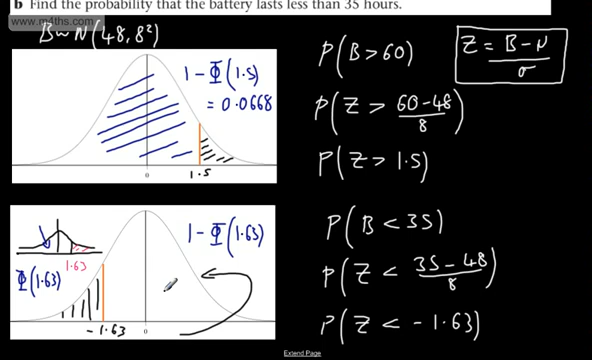 b Find the probability that the battery lasts less than 35 hours.
www.m4ths.com
B~N(48,8²)
1 - Φ(1.5)
= 0.0668
0
1.5
P(B > 60)
P(Z > 60-48/8)
P(Z > 1.5)
Z = B-μ/σ
1.63
Φ(1.63)
1 - Φ(1.63)
-1.63
0
P(B < 35)
P(Z < 35-48/8)
P(Z < -1.63)
Extend Page